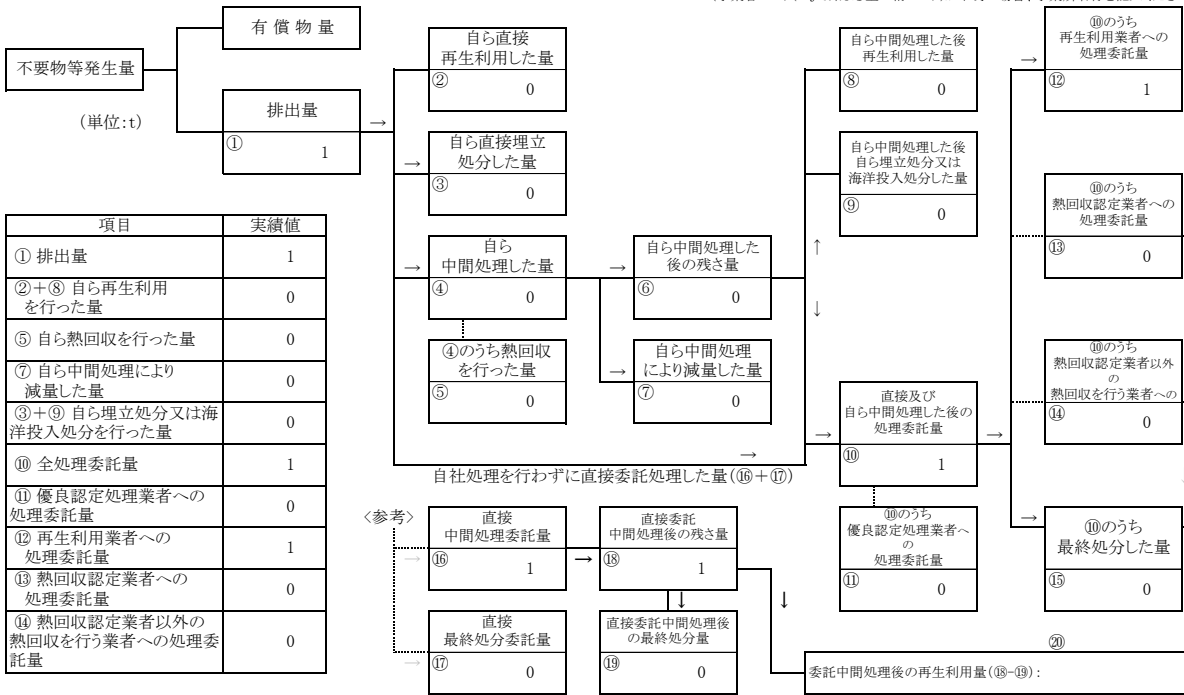 有 償 物 量
不要物等発生量
(単位:t)
排出量
①
1
→
自ら直接
再生利用した量
②
0
→
自ら直接埋立
処分した量
③
0
→
自ら
中間処理した量
④
0
④のうち熱回収
を行った量
⑤
0
→
自ら中間処理した
後の残さ量
⑥
0
→
自ら中間処理
により減量した量
⑦
0
自ら中間処理した後
再生利用した量
⑧
0
自ら中間処理した後
自ら埋立処分又は
海洋投入処分した量
⑨
0
↑
↓
→
直接及び
自ら中間処理した後の
処理委託量
⑩
1
→
⑩のうち
優良認定処理業者へ
の
処理委託量
⑪
0
→
⑩のうち
再生利用業者への
処理委託量
⑫
1
⑩のうち
熱回収認定業者への
処理委託量
⑬
0
⑩のうち
熱回収認定業者以外
の
熱回収を行う業者への
⑭
0
→
⑩のうち
最終処分した量
⑮
0
→
自社処理を行わずに直接委託処理した量(⑯+⑰)
〈参考〉
→
直接
中間処理委託量
⑯
1
→
直接委託
中間処理後の残さ量
⑱
1
↓
↓
→
直接
最終処分委託量
⑰
0
直接委託中間処理後
の最終処分量
⑲
0
⑳
委託中間処理後の再生利用量(⑱-⑲):
項目 実績値
① 排出量 1
②+⑧ 自ら再生利用
を行った量 0
⑤ 自ら熱回収を行った量 0
⑦ 自ら中間処理により
減量した量 0
③+⑨ 自ら埋立処分又は海
洋投入処分を行った量 0
⑩ 全処理委託量 1
⑪ 優良認定処理業者への
処理委託量 0
⑫ 再生利用業者への
処理委託量 1
⑬ 熱回収認定業者への
処理委託量 0
⑭ 熱回収認定業者以外の
熱回収を行う業者への処理委
託量 0